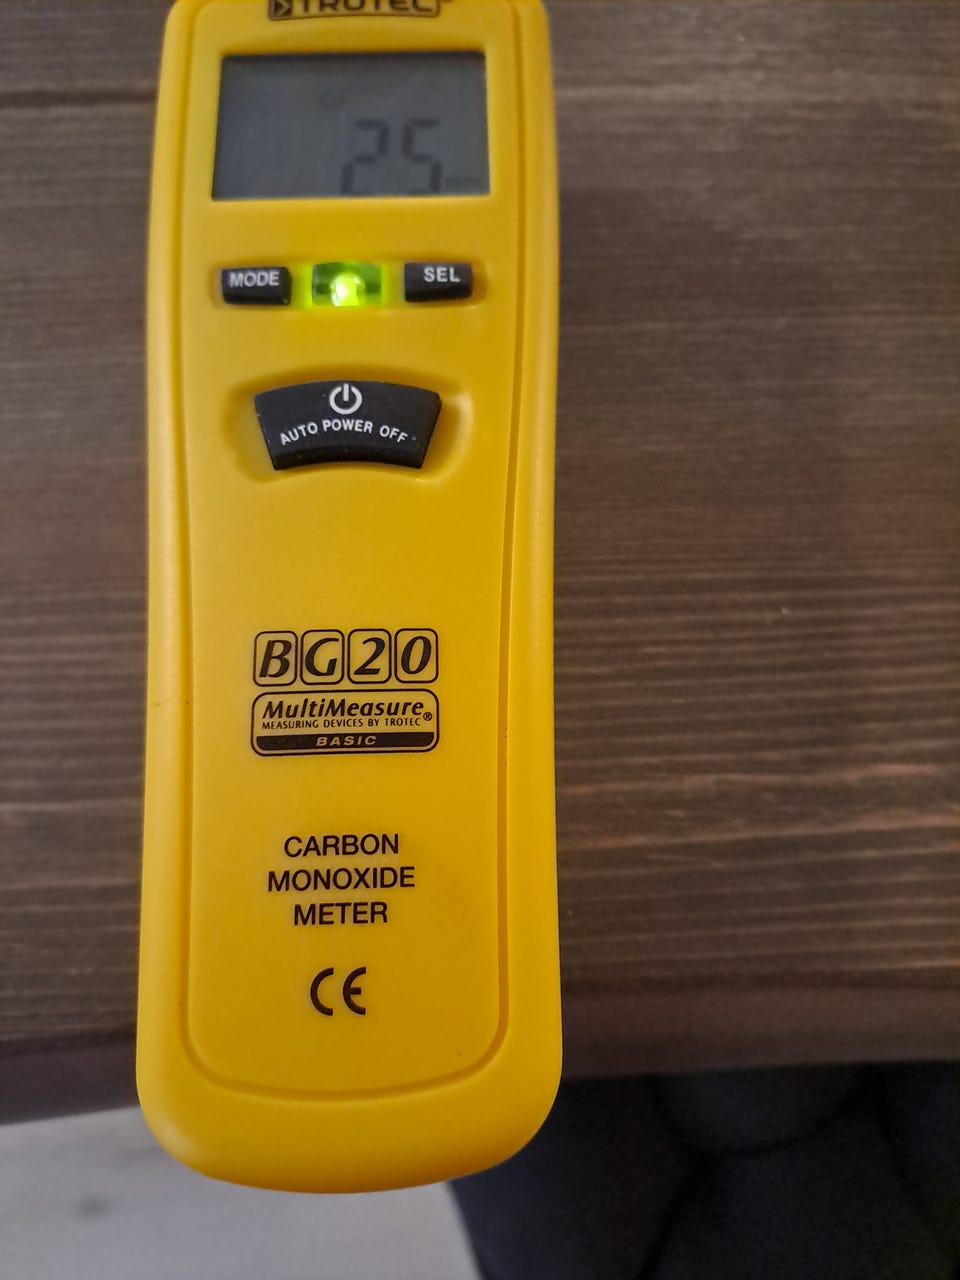 TROTEC
25
MODE
SEL
AUTO POWER OFF
BG20
MultiMeasure®
MEASURING DEVICES BY TROTEC
BASIC
CARBON
MONOXIDE
METER
CE